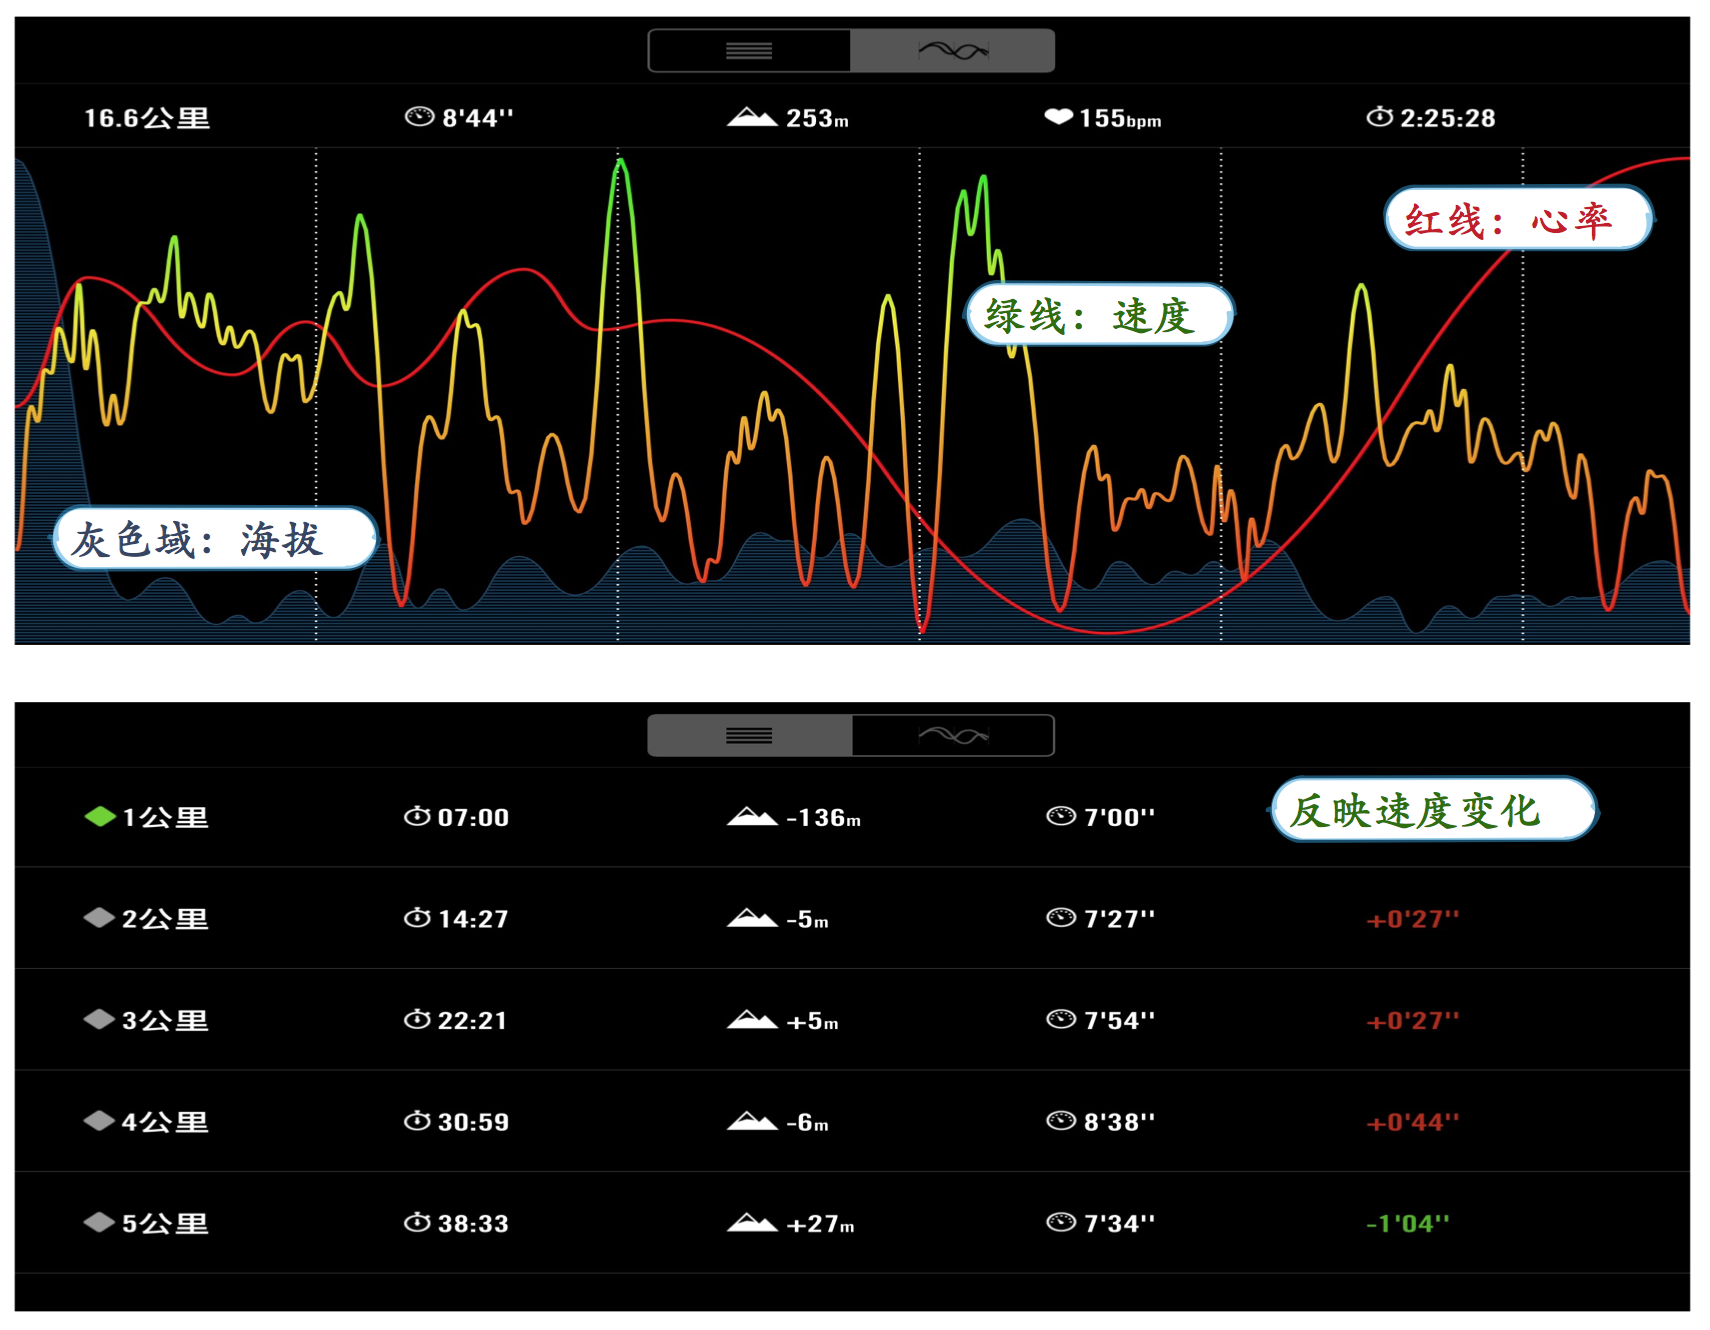 16.6公里 8'44'' 253m 155bpm 2:25:28
红线：心率
绿线：速度
灰色域：海拔
1公里 07:00 -136m 7'00'' 反映速度变化
2公里 14:27 -5m 7'27'' +0'27''
3公里 22:21 +5m 7'54'' +0'27''
4公里 30:59 -6m 8'38'' +0'44''
5公里 38:33 +27m 7'34'' -1'04''